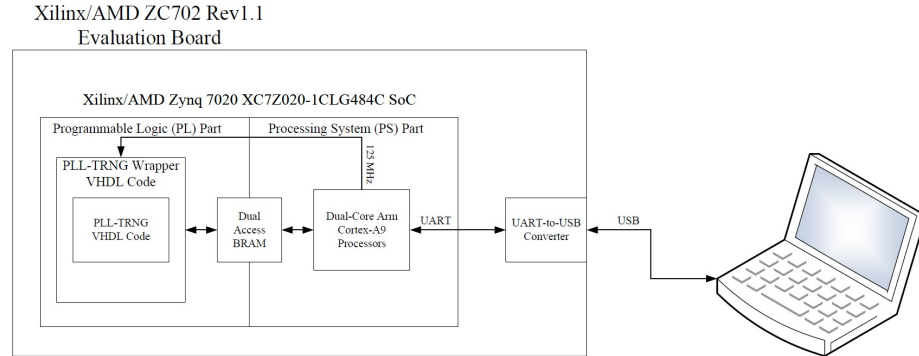 Xilinx/AMD ZC702 Rev1.1
Evaluation Board
Xilinx/AMD Zynq 7020 XC7Z020-1CLG484C SoC
Programmable Logic (PL) Part
Processing System (PS) Part
PLL-TRNG Wrapper
VHDL Code
125 MHz
PLL-TRNG
VHDL Code
Dual
Access
BRAM
Dual-Core Arm
Cortex-A9
Processors
UART
UART-to-USB
Converter
USB